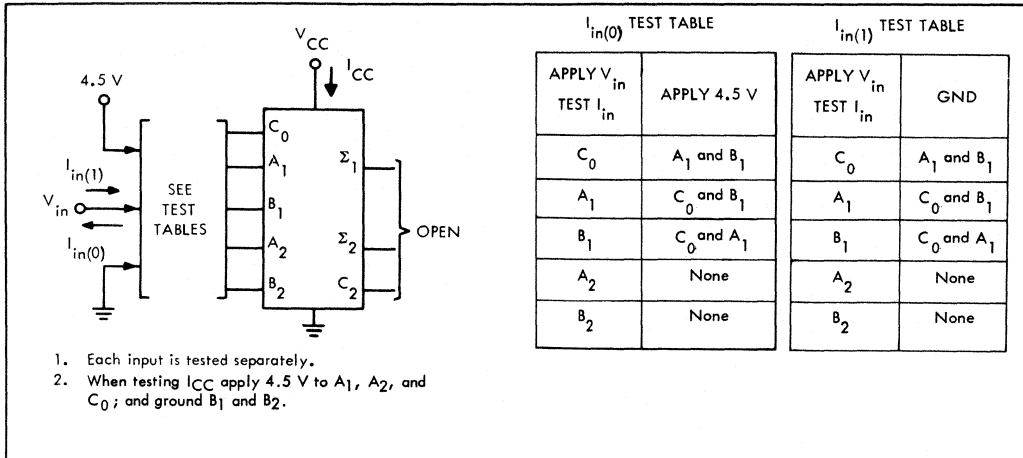 V_CC
I_CC
4.5 V
I_in(1)
V_in
I_in(0)
SEE
TEST
TABLES
C_0
A_1
B_1
A_2
B_2
Σ_1
Σ_2
C_2
OPEN
1. Each input is tested separately.
2. When testing I_CC apply 4.5 V to A_1, A_2, and
C_0; and ground B_1 and B_2.
I_in(0) TEST TABLE
APPLY V_in
TEST I_in
APPLY 4.5 V
C_0 A_1 and B_1
A_1 C_0 and B_1
B_1 C_0 and A_1
A_2 None
B_2 None
I_in(1) TEST TABLE
APPLY V_in
TEST I_in
GND
C_0 A_1 and B_1
A_1 C_0 and B_1
B_1 C_0 and A_1
A_2 None
B_2 None